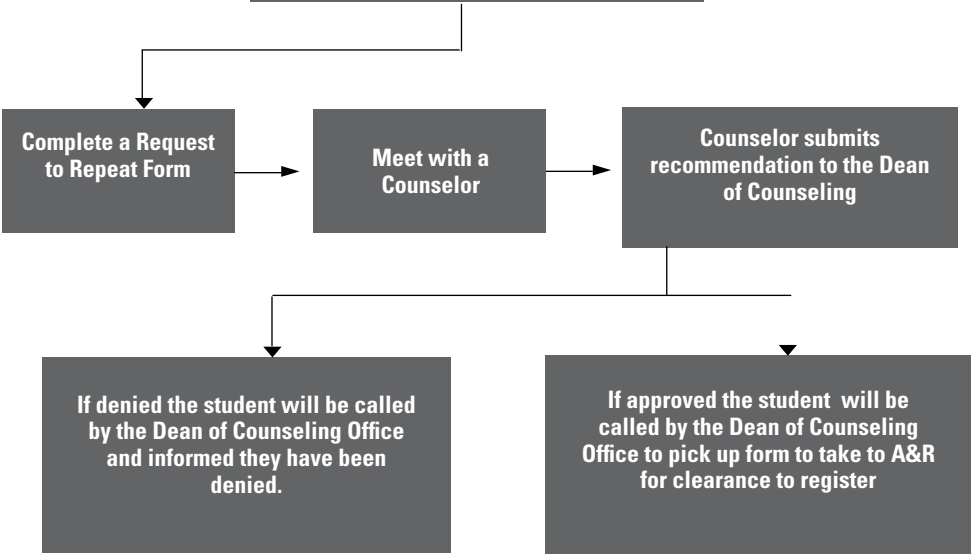 Complete a Request
to Repeat Form
Meet with a
Counselor
Counselor submits
recommendation to the Dean
of Counseling
If denied the student will be called
by the Dean of Counseling Office
and informed they have been
denied.
If approved the student will be
called by the Dean of Counseling
Office to pick up form to take to A&R
for clearance to register